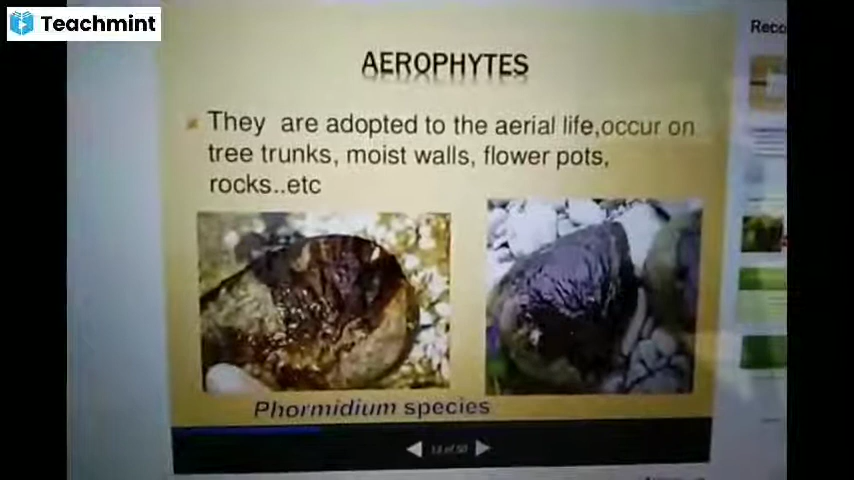 Teachmint
Reco
AEROPHYTES
They are adopted to the aerial life,occur on
tree trunks, moist walls, flower pots,
rocks..etc
Phormidium species